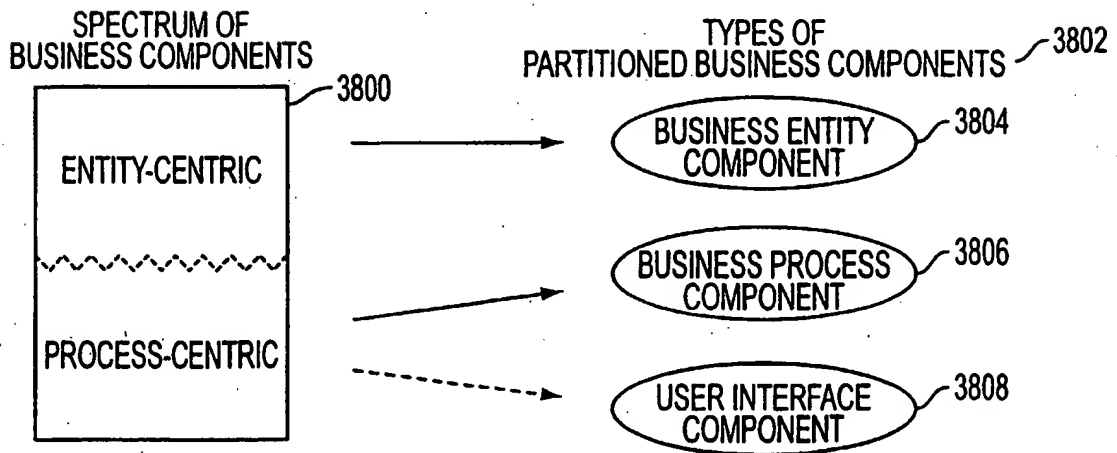 SPECTRUM OF
BUSINESS COMPONENTS
3800
ENTITY-CENTRIC
PROCESS-CENTRIC
TYPES OF
PARTITIONED BUSINESS COMPONENTS
3802
BUSINESS ENTITY
COMPONENT
3804
BUSINESS PROCESS
COMPONENT
3806
USER INTERFACE
COMPONENT
3808